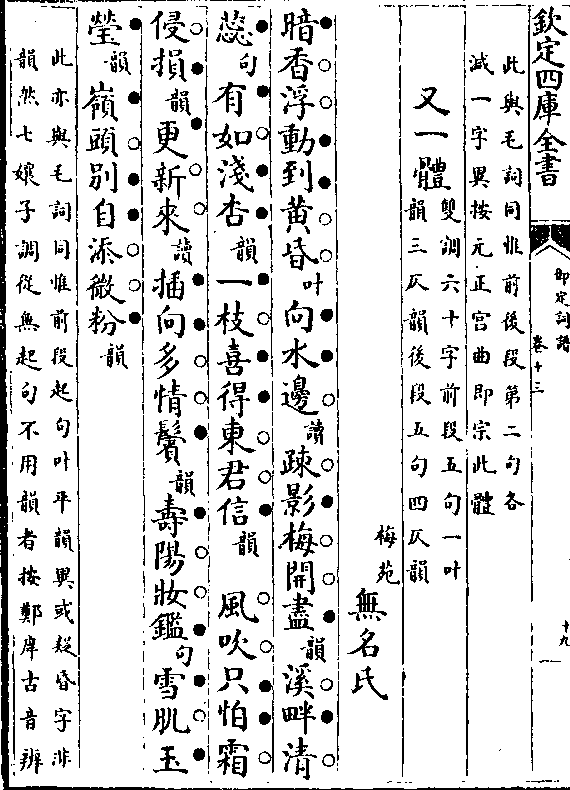 欽定四庫全書
御定詞譜
卷十三
十九
此與毛詞同惟前後段第二句各
減一字異按元正宫曲即宗此體
又一體
雙調六十字前段五句一叶
韻三仄韻後段五句四仄韻
梅苑
無名氏
暗香浮動到黄昏叶向水邊讀疎影梅開盡韻溪畔清
蕊句有如淺杏韻一枝喜得東君信韻 風吹只怕霜
侵損韻更新來讀插向多情鬢韻壽陽妝鑑句雪肌玉
瑩韻嶺頭別自添微粉韻
此亦與毛詞同惟前段起句叶平韻異或疑昏字非
韻然七孃子調從無起句不用韻者按鄭庠古音辨